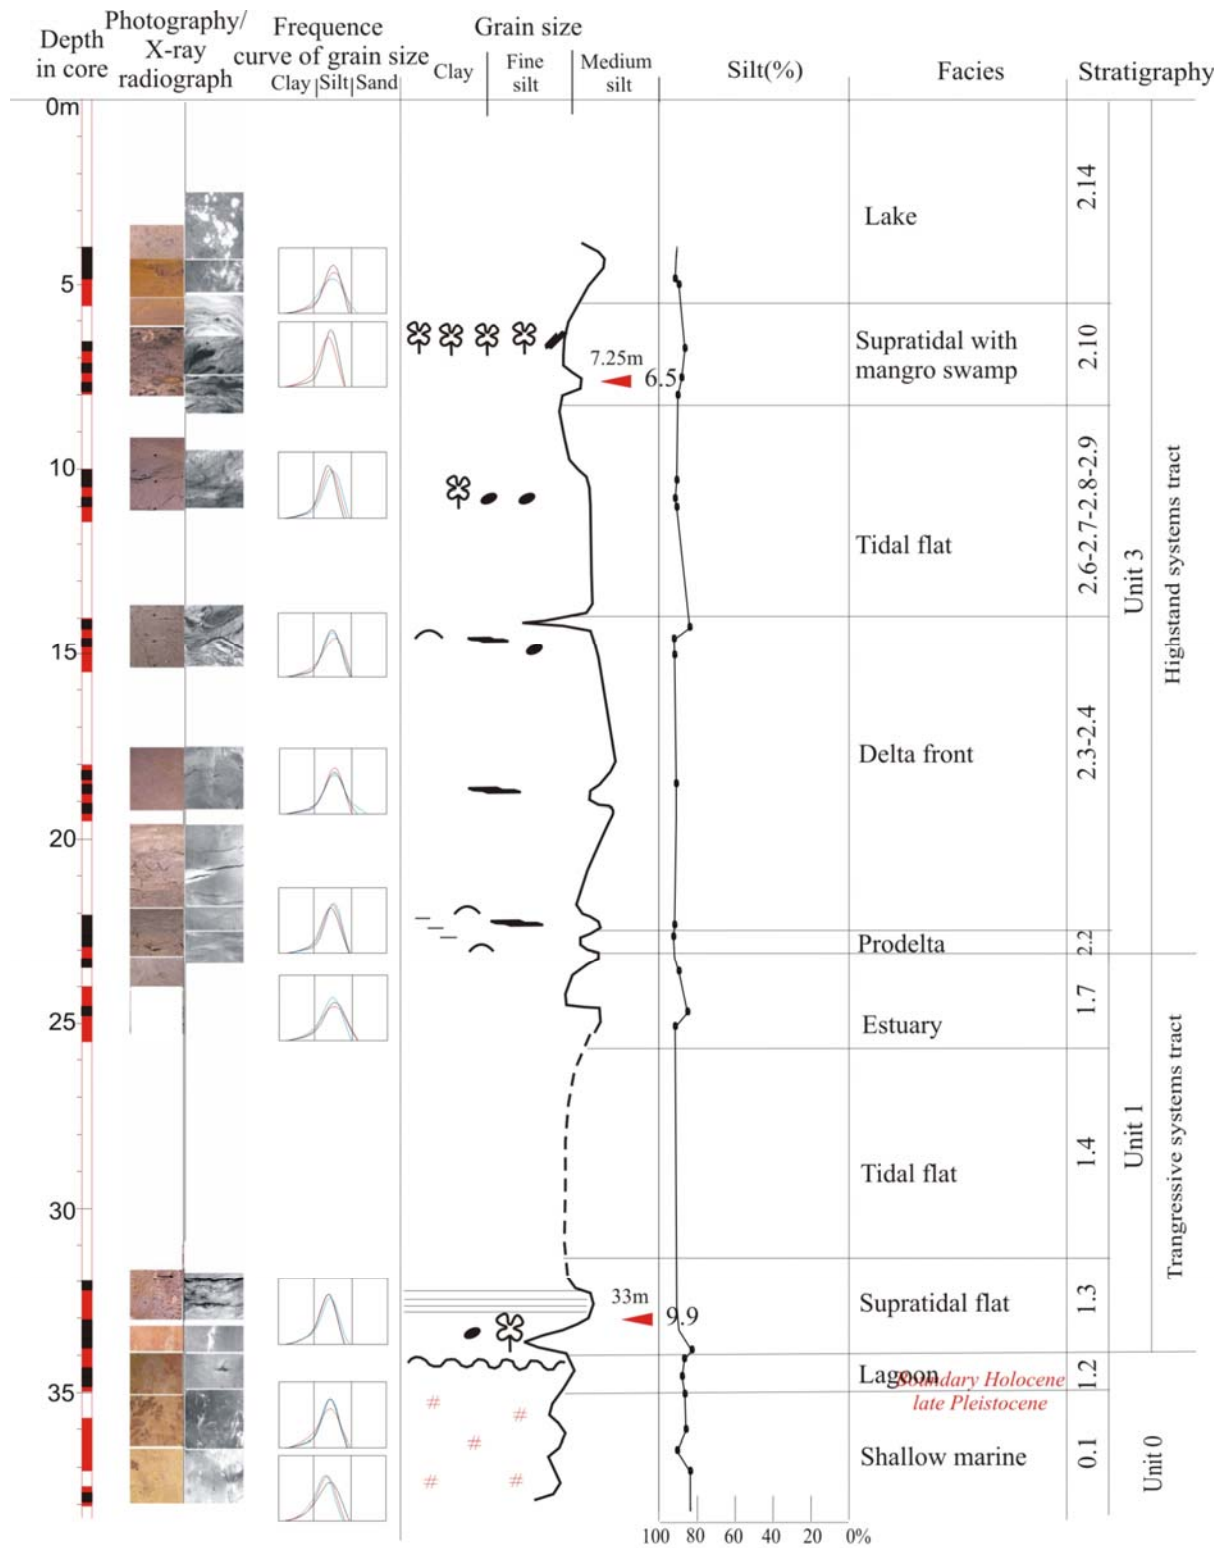 Depth
in core
Photography/
X-ray
radiograph
Frequence
curve of grain size
Clay Silt Sand
Grain size
Clay
Fine
silt
Medium
silt
Silt(%)
Facies
Stratigraphy
0m
5
10
15
20
25
30
35
7.25m
6.5
33m
9.9
Lake
Supratidal with
mangro swamp
Tidal flat
Delta front
Prodelta
Estuary
Tidal flat
Supratidal flat
Lagoon
Boundary Holocene
late Pleistocene
Shallow marine
2.14
2.10
2.6-2.7-2.8-2.9
2.3-2.4
2.2
1.7
1.4
1.3
1.2
0.1
Unit 3
Unit 1
Unit 0
Highstand systems tract
Trangressive systems tract
# # # # #
100 80 60 40 20 0%